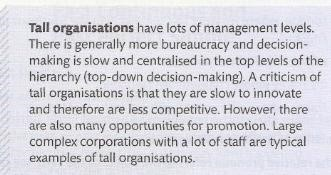 Tall organisations have lots of management levels.
There is generally more bureaucracy and decision-
making is slow and centralised in the top levels of the
hierarchy (top-down decision-making). A criticism of
tall organisations is that they are slow to innovate
and therefore are less competitive. However, there
are also many opportunities for promotion. Large
complex corporations with a lot of staff are typical
examples of tall organisations.